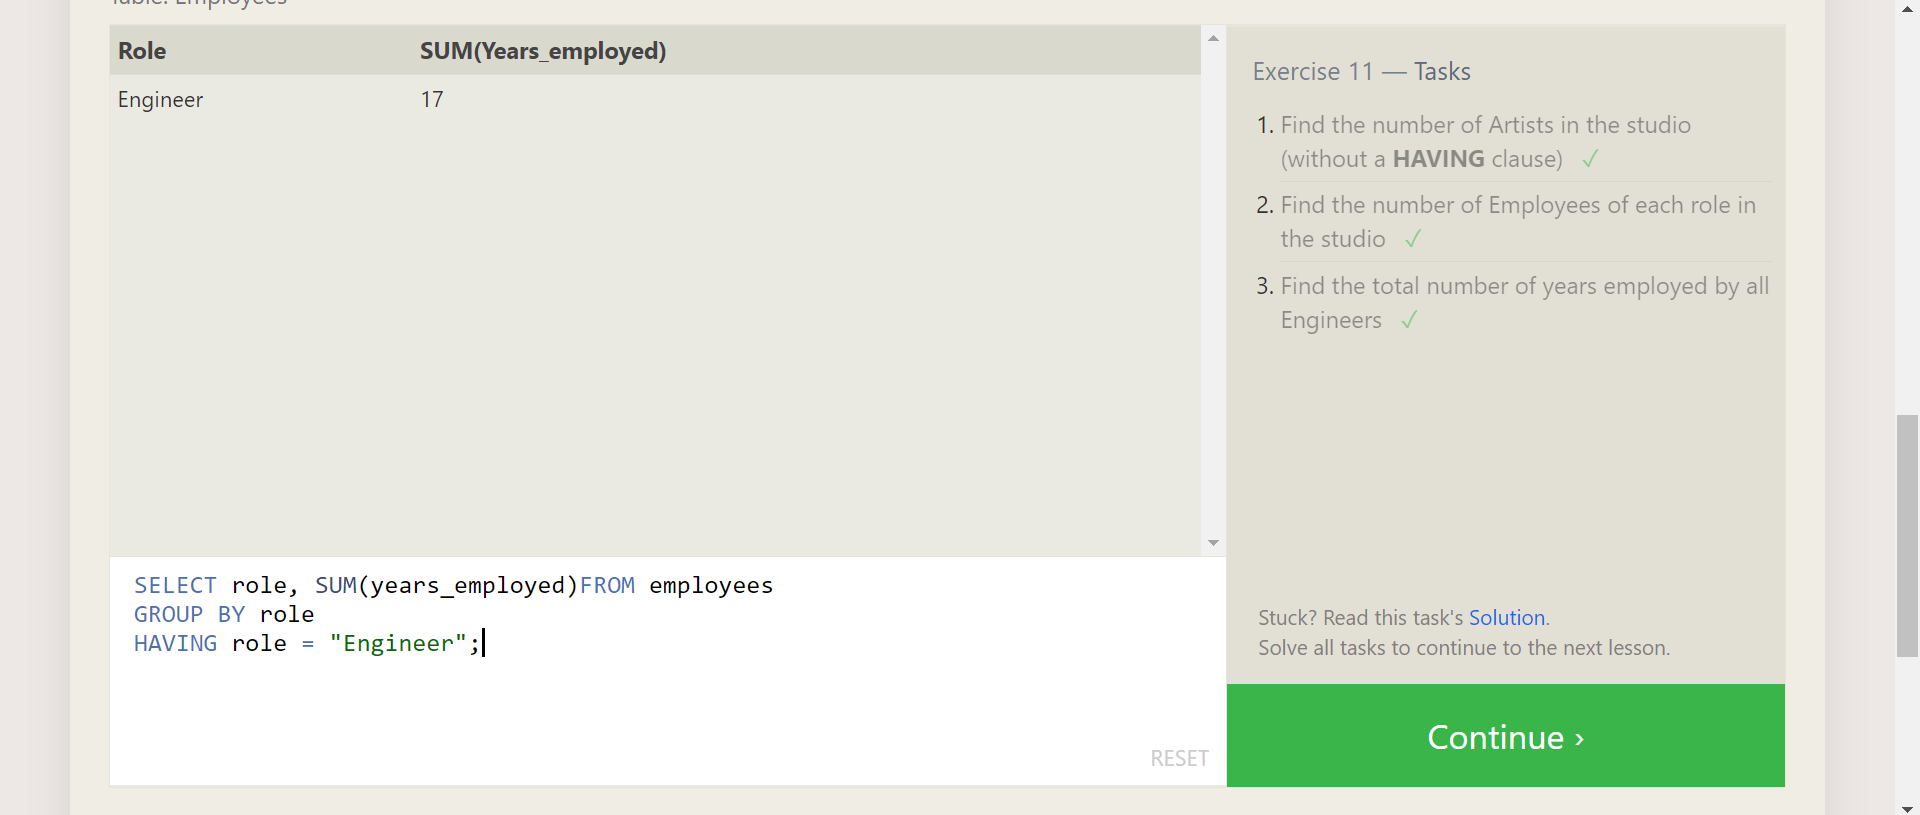 Table: Employees
Role SUM(Years_employed)
Engineer 17
SELECT role, SUM(years_employed)FROM employees
GROUP BY role
HAVING role = "Engineer";
RESET
Exercise 11 — Tasks
1. Find the number of Artists in the studio
(without a HAVING clause) ✓
2. Find the number of Employees of each role in
the studio ✓
3. Find the total number of years employed by all
Engineers ✓
Stuck? Read this task's Solution.
Solve all tasks to continue to the next lesson.
Continue ›